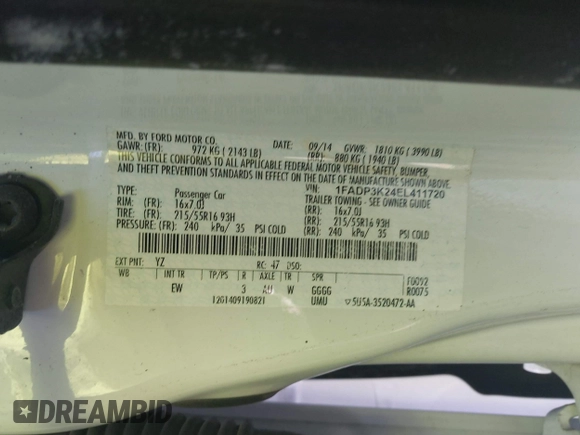 MFD. BY FORD MOTOR CO.
DATE: 09/14 GVWR: 1810 KG ( 3990 LB)
GAWR: (FR): 972 KG ( 2143 LB) (RR): 880 KG ( 1940 LB)
THIS VEHICLE CONFORMS TO ALL APPLICABLE FEDERAL MOTOR VEHICLE SAFETY, BUMPER,
AND THEFT PREVENTION STANDARDS IN EFFECT ON THE DATE OF MANUFACTURE SHOWN ABOVE.
VIN: 1FADP3K24EL411720
TYPE: Passenger Car TRAILER TOWING - SEE OWNER GUIDE
RIM: (FR) 16x7.0J (RR): 16x7.0J
TIRE: (FR) 215/55R16 93H (RR): 215/55R16 93H
PRESSURE: (FR) 240 kPa/ 35 PSI COLD (RR): 240 kPa/ 35 PSI COLD
EXT PNT: YZ RC: 47 DSO:
WB INT TR TP/PS R AXLE TR SPR F0092
EW 3 AU W GGGG R0075
12G1409190821 UMU 5U5A-3520472-AA
DREAMBID